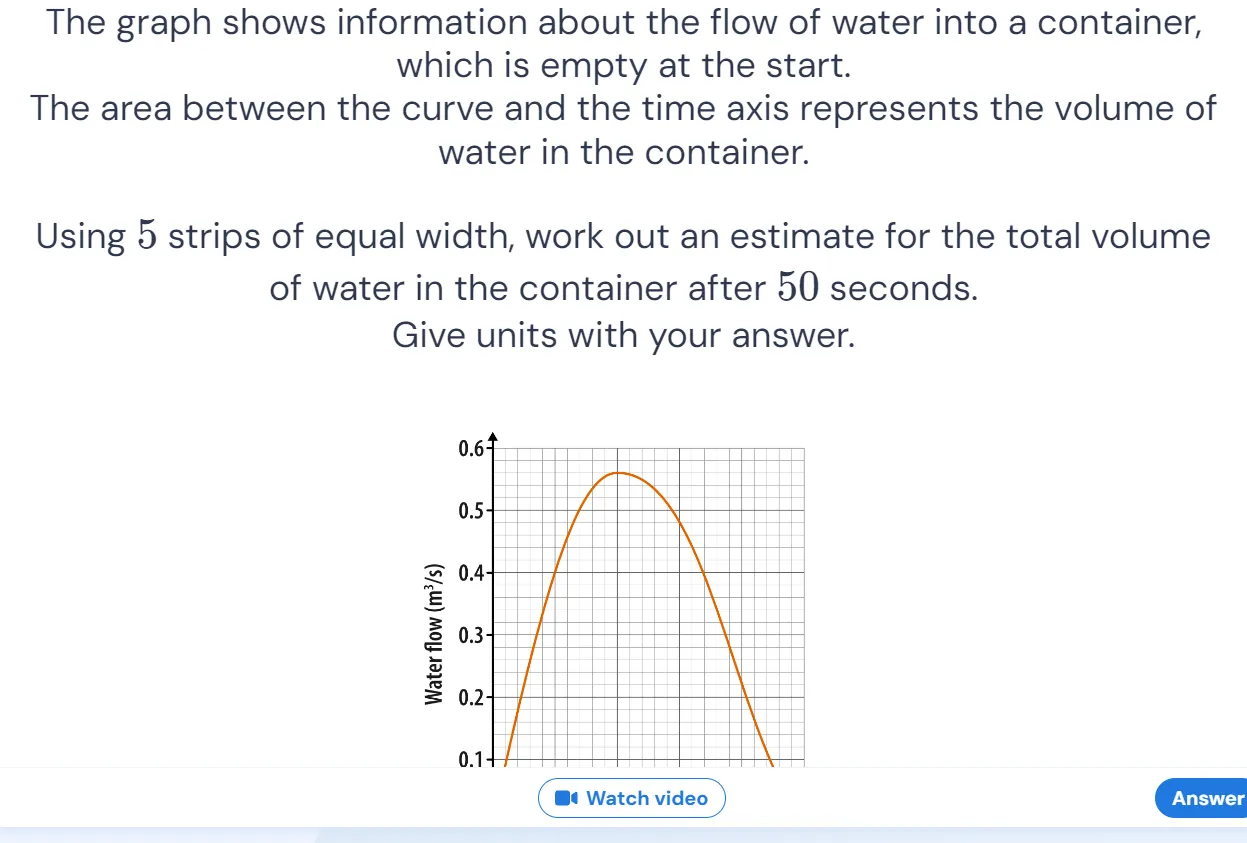 The graph shows information about the flow of water into a container,
which is empty at the start.
The area between the curve and the time axis represents the volume of
water in the container.
Using 5 strips of equal width, work out an estimate for the total volume
of water in the container after 50 seconds.
Give units with your answer.
0.6
0.5
0.4
0.3
0.2
0.1
Water flow (m³/s)
Watch video
Answer